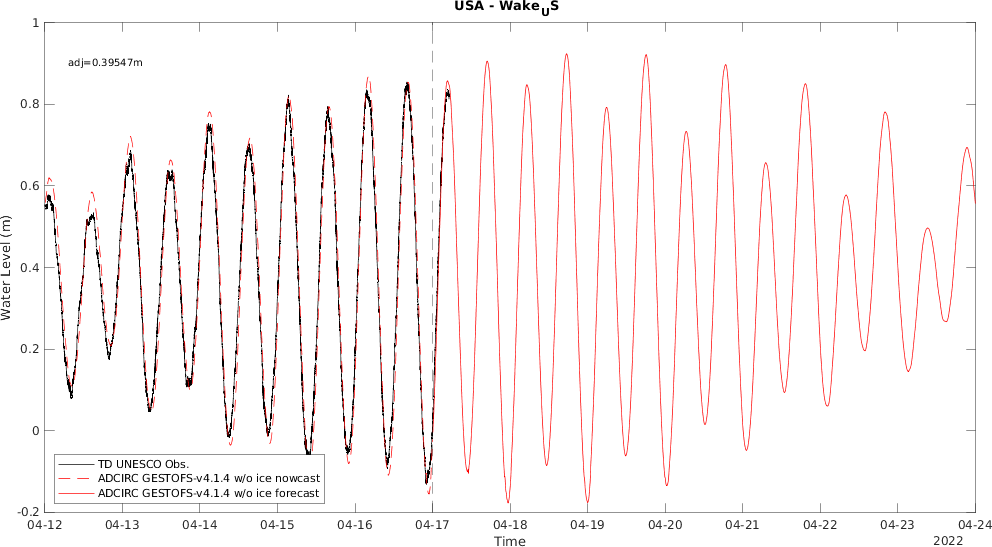 USA - Wake_US
adj=0.39547m
1
0.8
0.6
0.4
0.2
0
-0.2
Water Level (m)
TD UNESCO Obs.
ADCIRC GESTOFS-v4.1.4 w/o ice nowcast
ADCIRC GESTOFS-v4.1.4 w/o ice forecast
04-12 04-13 04-14 04-15 04-16 04-17 04-18 04-19 04-20 04-21 04-22 04-23 04-24
Time
2022